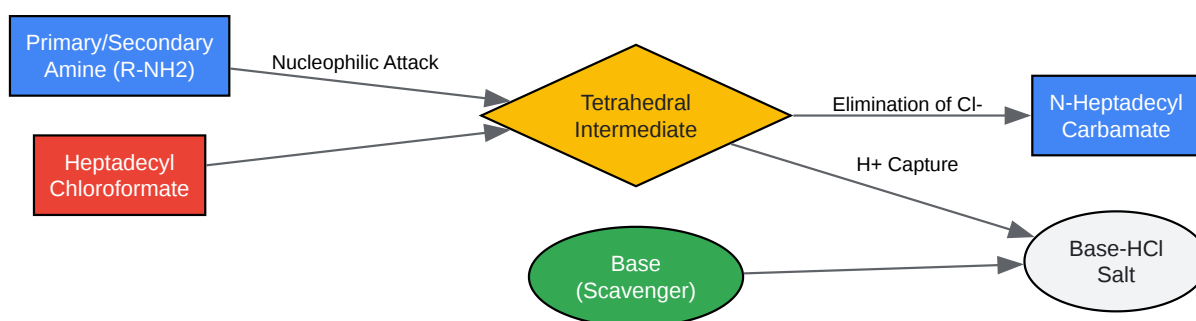 Primary/Secondary
Amine (R-NH2)
Nucleophilic Attack
Heptadecyl
Chloroformate
Tetrahedral
Intermediate
Elimination of Cl-
N-Heptadecyl
Carbamate
H+ Capture
Base
(Scavenger)
Base-HCl
Salt